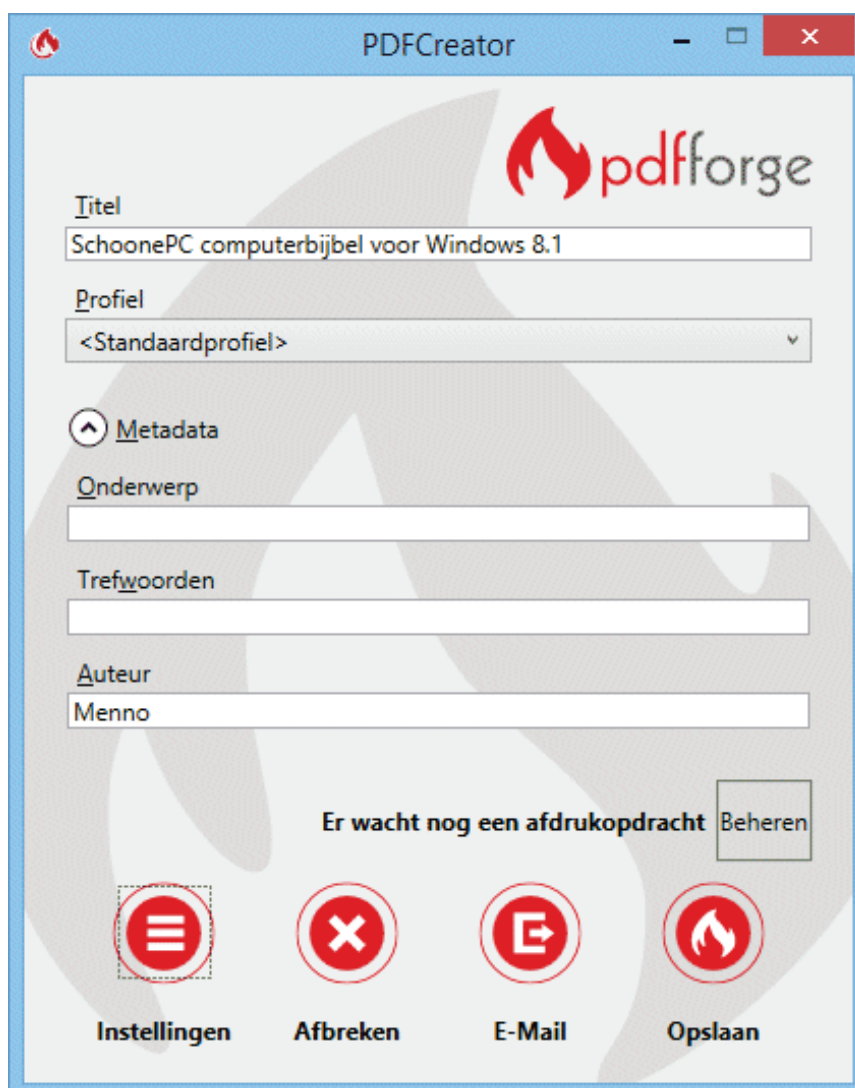 PDFCreator
pdfforge
Titel
SchoonePC computerbijbel voor Windows 8.1
Profiel
<Standaardprofiel>
Metadata
Onderwerp
Trefwoorden
Auteur
Menno
Er wacht nog een afdrukopdracht Beheren
Instellingen Afbreken E-Mail Opslaan